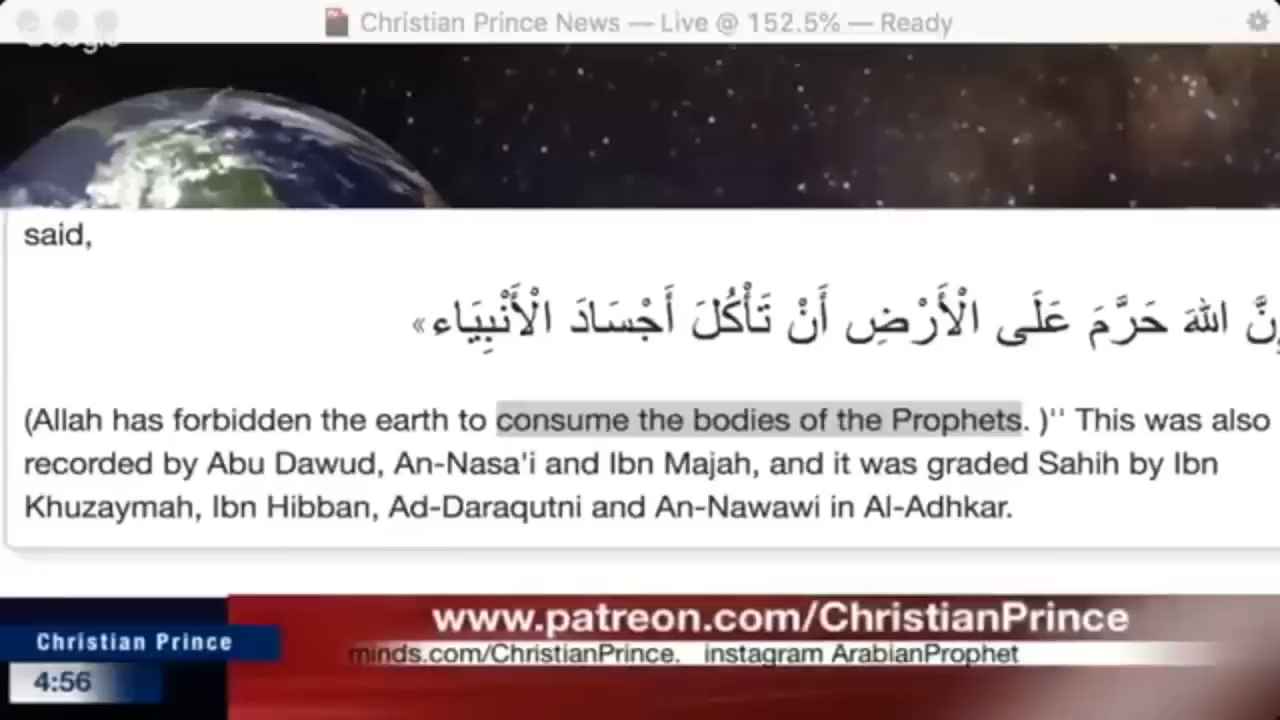 Christian Prince News — Live @ 152.5% — Ready
Google
said,
نَّ اللهَ حَرَّمَ عَلَى الْأَرْضِ أَنْ تَأْكُلَ أَجْسَادَ الْأَنْبِيَاء»
(Allah has forbidden the earth to consume the bodies of the Prophets. )'' This was also
recorded by Abu Dawud, An-Nasa'i and Ibn Majah, and it was graded Sahih by Ibn
Khuzaymah, Ibn Hibban, Ad-Daraqutni and An-Nawawi in Al-Adhkar.
www.patreon.com/ChristianPrince
Christian Prince
minds.com/ChristianPrince. instagram ArabianProphet
4:56